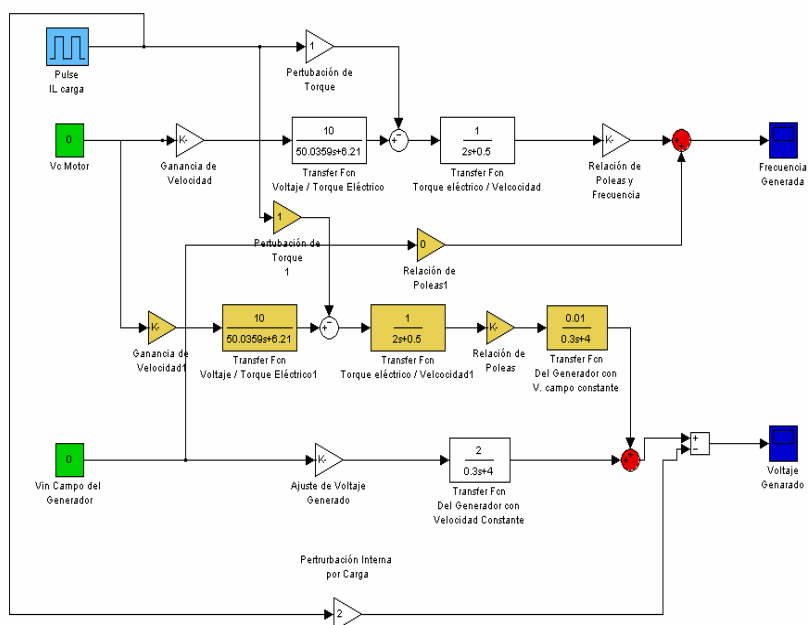 1
Pulse
IL carga
Pertubación de
Torque
0
Vc Motor
K-
Ganancia de
Velocidad
10
50.0359s+6.21
Transfer Fcn
Voltaje / Torque Eléctrico
1
2s+0.5
Transfer Fcn
Torque eléctrico / Velcocidad
K-
Relación de
Poleas y
Frecuencia
Frecuencia
Generada
1
Pertubación de
Torque
1
0
Relación de
Poleas1
K-
Ganancia de
Velocidad1
10
50.0359s+6.21
Transfer Fcn
Voltaje / Torque Eléctrico1
1
2s+0.5
Transfer Fcn
Torque eléctrico / Velcocidad1
K-
Relación de
Poleas
0.01
0.3s+4
Transfer Fcn
Del Generador con
V. campo constante
0
Vin Campo del
Generador
K-
Ajuste de Voltaje
Generado
2
0.3s+4
Transfer Fcn
Del Generador con
Velocidad Constante
Voltaje
Genarado
Pertrurbación Interna
por Carga
2